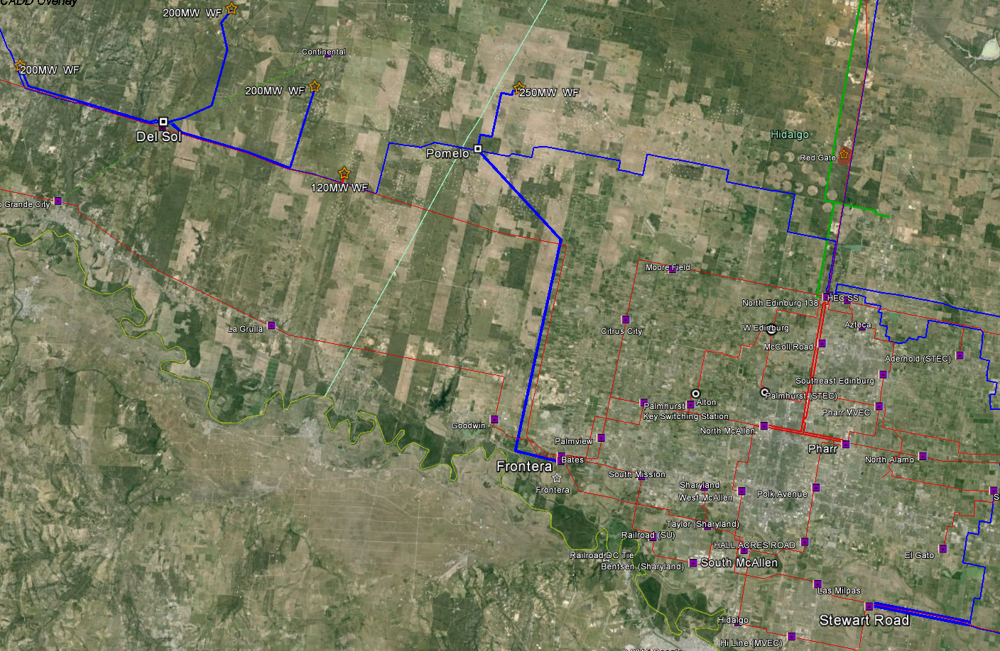 CADD Overlay
200MW WF
Continental
200MW WF
200MW WF
250MW WF
Del Sol
Hidalgo
Pomelo
Red Gate
120MW WF
Grande City
Moore Field
HEC SS
North Edinburg 138
La Grulla
Citrus City
W Edinburg
Azteca
McColl Road
Aderhold (STEC)
Southeast Edinburg
Palmhurst (STEC)
Palmhurst
Alton
Pharr MVEC
Key Switching Station
Goodwin
North McAllen
Palmview
Pharr
Bates
North Alamo
Frontera
South Mission
Frontera
Sharyland
West McAllen
Polk Avenue
S
Taylor (Sharyland)
Railroad (SU)
HALL ACRES ROAD
Railroad DC Tie
El Gato
Bentsen (Sharyland)
South McAllen
Las Milpas
Stewart Road
Hidalgo
Hi Line (MVEC)